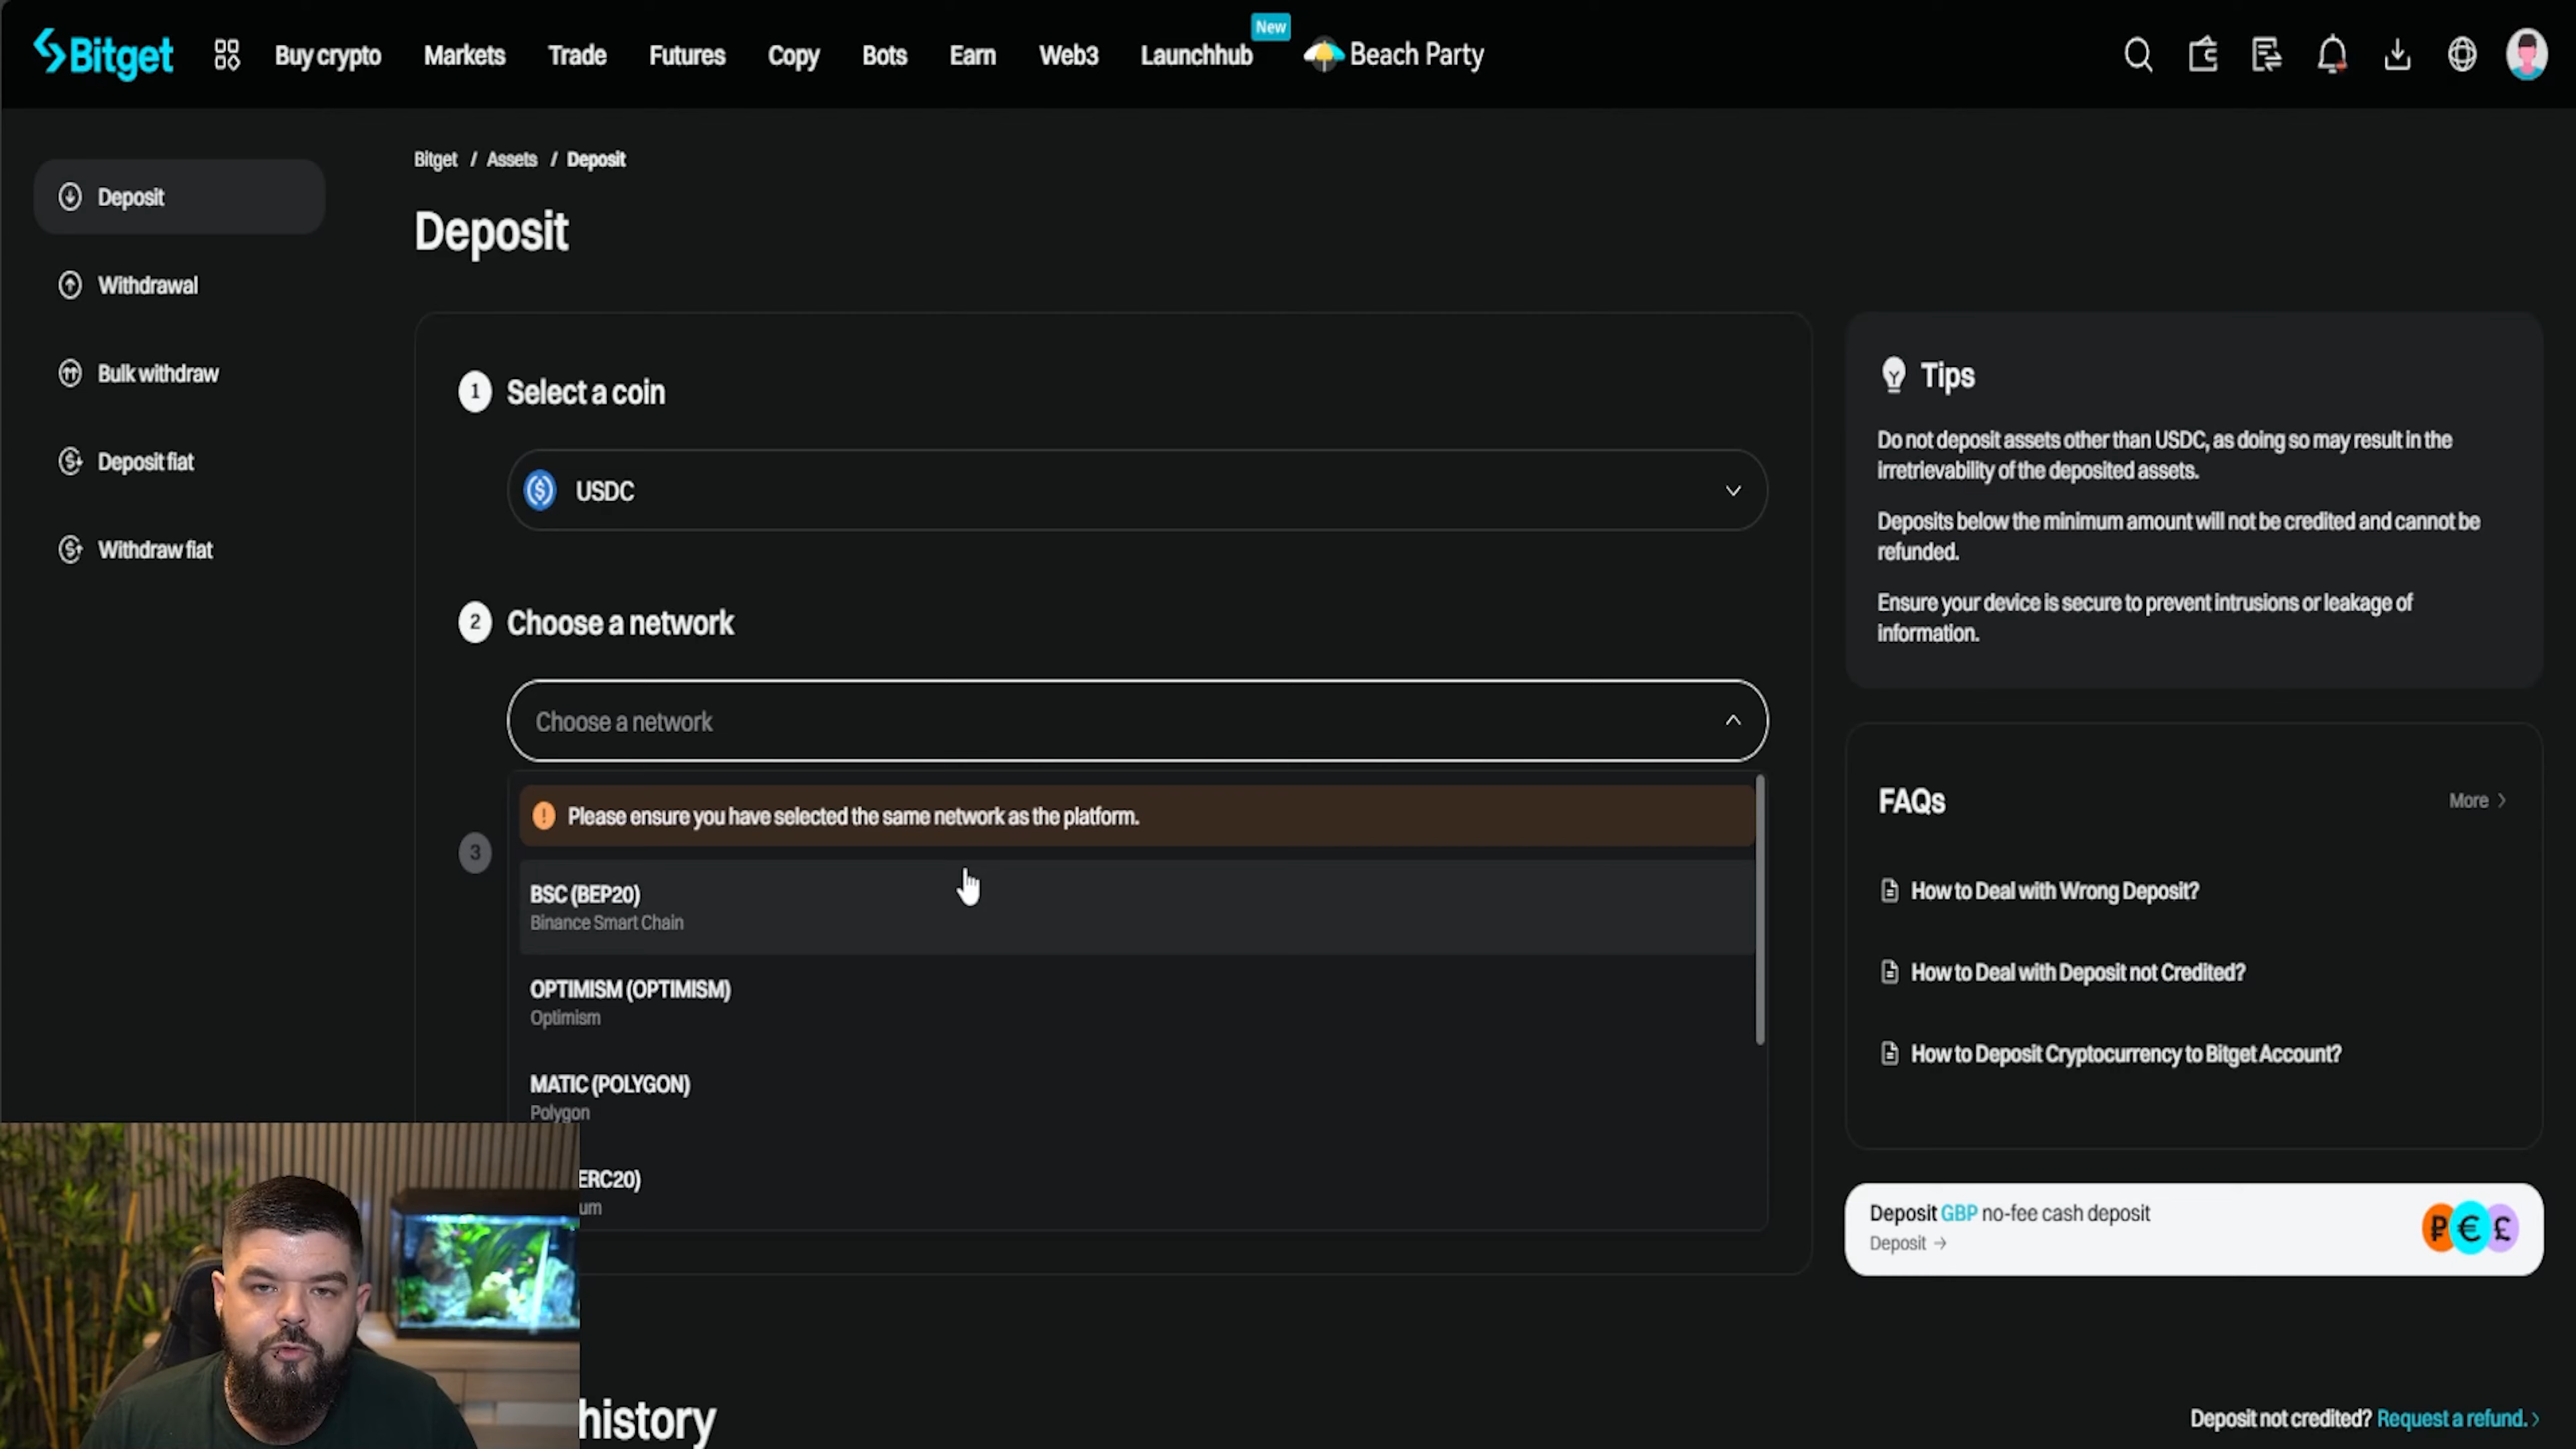 Bitget
Buy crypto
Markets
Trade
Futures
Copy
Bots
Earn
Web3
Launchhub
New
Beach Party
Deposit
Withdrawal
Bulk withdraw
Deposit fiat
Withdraw fiat
Bitget / Assets / Deposit
Deposit
1 Select a coin
USDC
2 Choose a network
Choose a network
Please ensure you have selected the same network as the platform.
3
BSC (BEP20)
Binance Smart Chain
OPTIMISM (OPTIMISM)
Optimism
MATIC (POLYGON)
Polygon
ERC20)
um
history
Tips
Do not deposit assets other than USDC, as doing so may result in the
irretrievability of the deposited assets.
Deposits below the minimum amount will not be credited and cannot be
refunded.
Ensure your device is secure to prevent intrusions or leakage of
information.
FAQs
More >
How to Deal with Wrong Deposit?
How to Deal with Deposit not Credited?
How to Deposit Cryptocurrency to Bitget Account?
Deposit GBP no-fee cash deposit
Deposit →
₽ € £
Deposit not credited? Request a refund. >